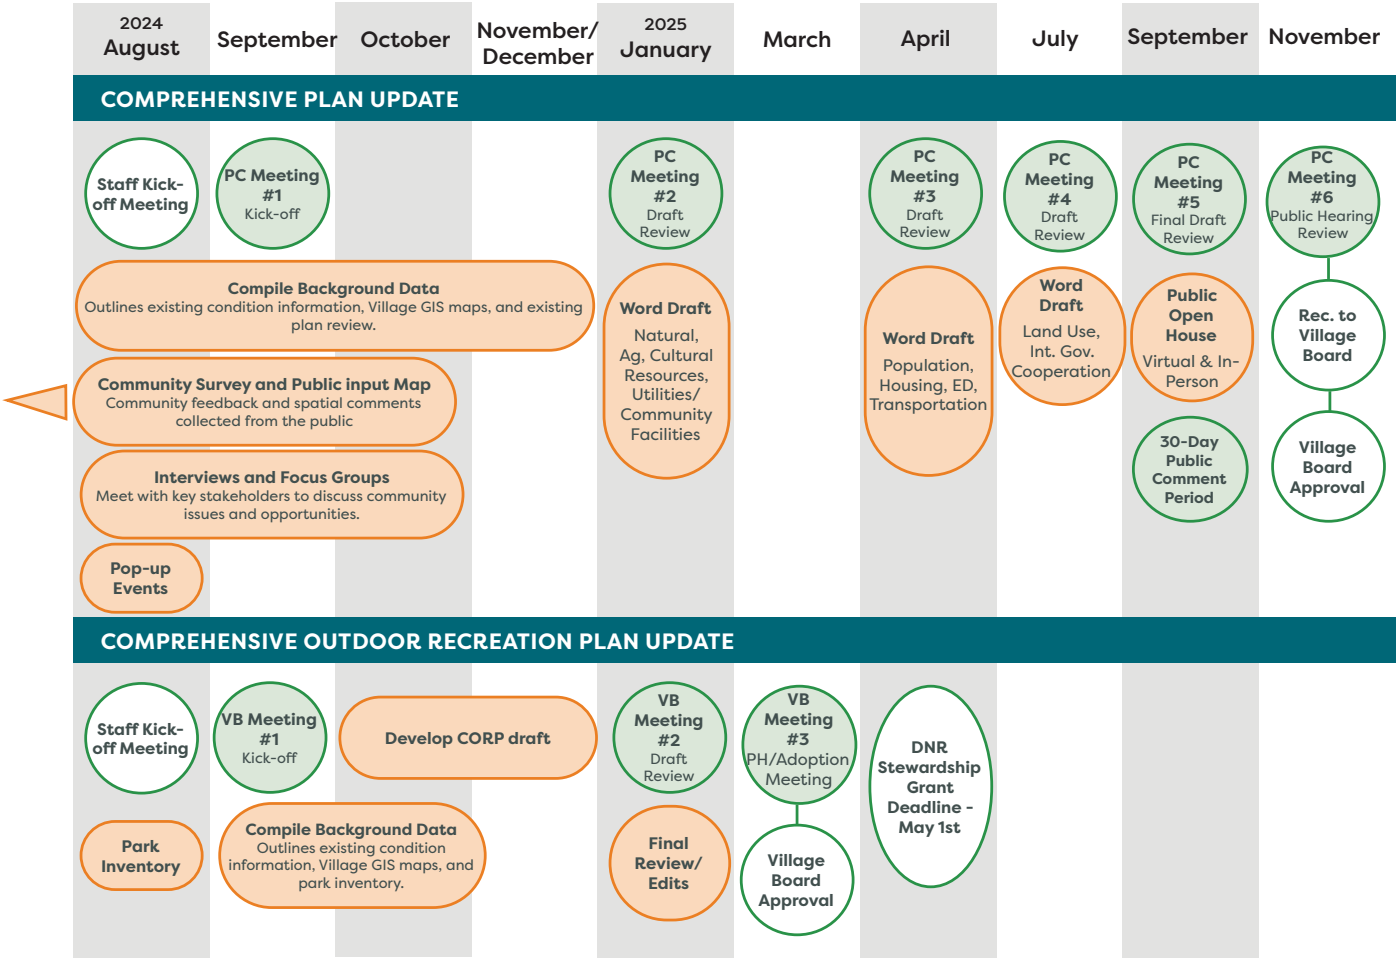 2024
August
September
October
November/
December
2025
January
March
April
July
September
November
COMPREHENSIVE PLAN UPDATE
Staff Kick-
off Meeting
PC Meeting
#1
Kick-off
PC
Meeting
#2
Draft
Review
PC
Meeting
#3
Draft
Review
PC
Meeting
#4
Draft
Review
PC
Meeting
#5
Final Draft
Review
PC
Meeting
#6
Public Hearing
Review
Compile Background Data
Outlines existing condition information, Village GIS maps, and existing
plan review.
Community Survey and Public input Map
Community feedback and spatial comments
collected from the public
Interviews and Focus Groups
Meet with key stakeholders to discuss community
issues and opportunities.
Pop-up
Events
Word Draft
Natural,
Ag, Cultural
Resources,
Utilities/
Community
Facilities
Word Draft
Population,
Housing, ED,
Transportation
Word
Draft
Land Use,
Int. Gov.
Cooperation
Public
Open
House
Virtual & In-
Person
30-Day
Public
Comment
Period
Rec. to
Village
Board
Village
Board
Approval
COMPREHENSIVE OUTDOOR RECREATION PLAN UPDATE
Staff Kick-
off Meeting
VB Meeting
#1
Kick-off
Develop CORP draft
VB
Meeting
#2
Draft
Review
VB
Meeting
#3
PH/Adoption
Meeting
DNR
Stewardship
Grant
Deadline -
May 1st
Park
Inventory
Compile Background Data
Outlines existing condition
information, Village GIS maps, and
park inventory.
Final
Review/
Edits
Village
Board
Approval